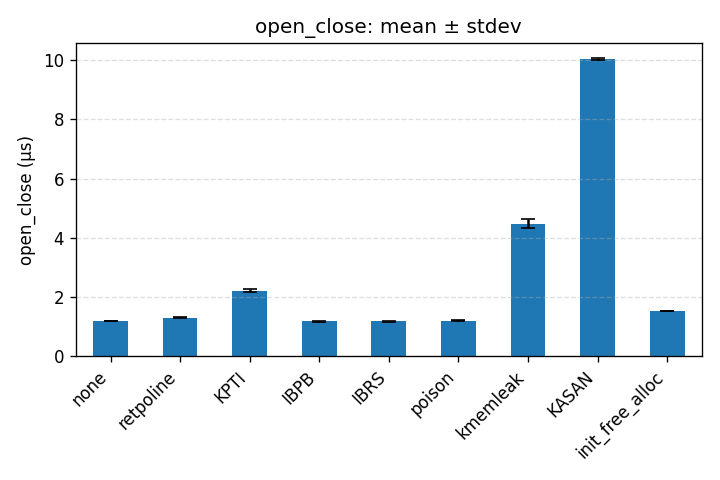 open_close: mean ± stdev
open_close (µs)
10
8
6
4
2
0
none
retpoline
KPTI
IBPB
IBRS
poison
kmemleak
KASAN
init_free_alloc